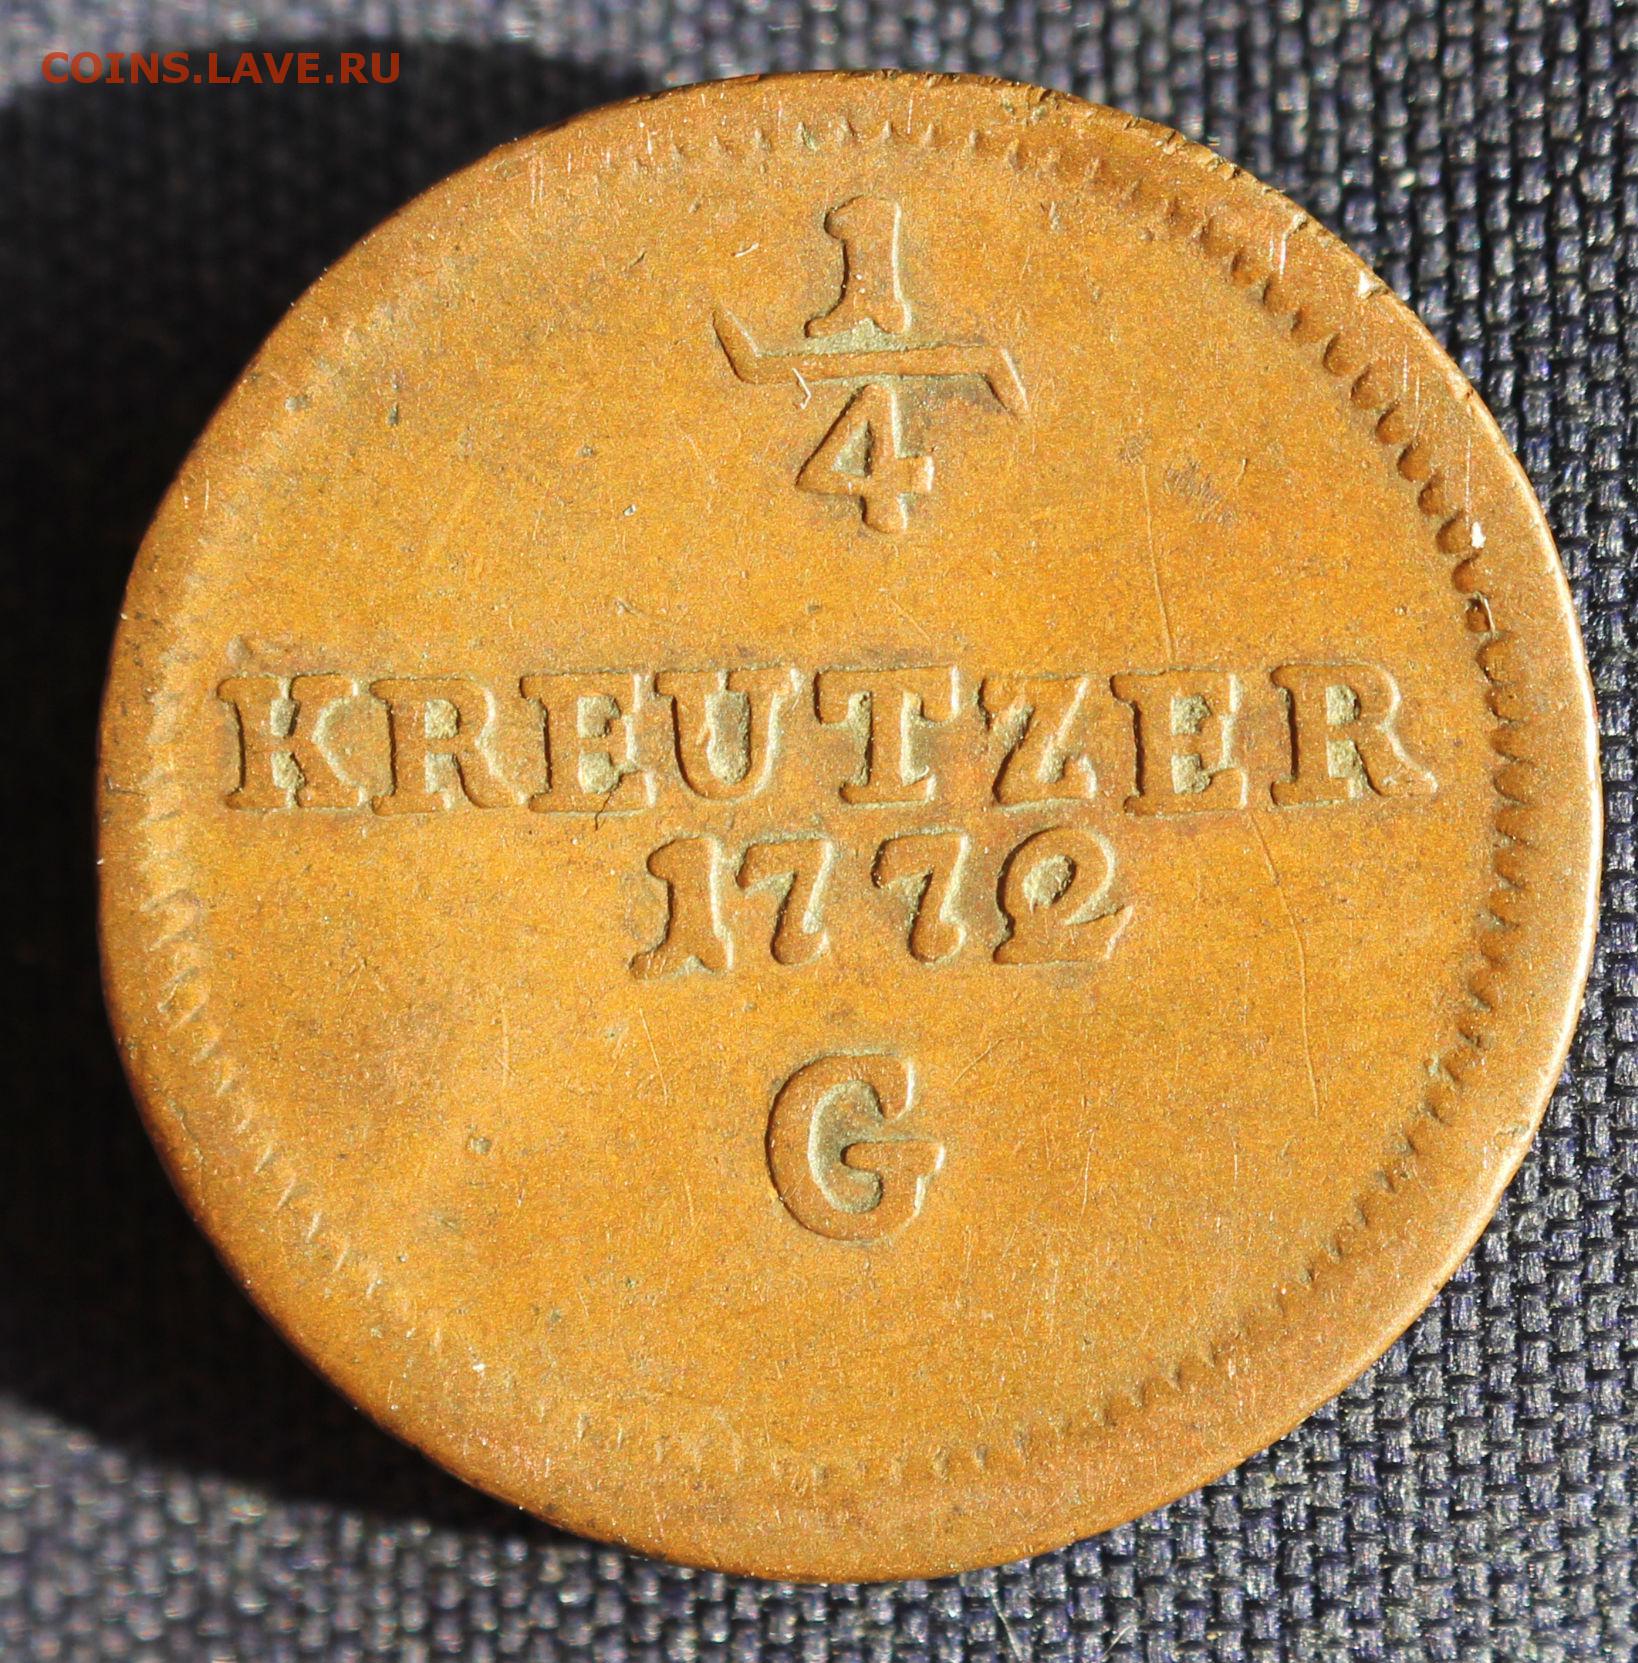 COINS.LAVE.RU
1
4
KREUTZER
1772
G